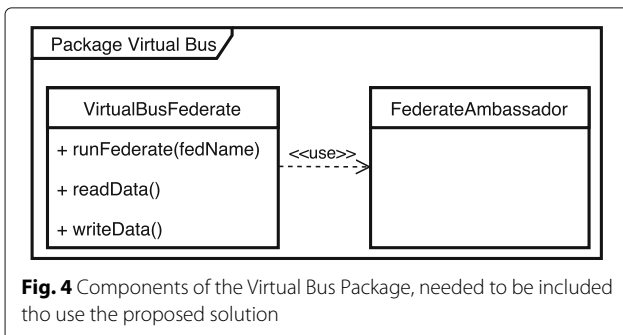 Package Virtual Bus
VirtualBusFederate
+ runFederate(fedName)
+ readData()
+ writeData()
<<use>>
FederateAmbassador
Fig. 4 Components of the Virtual Bus Package, needed to be included
tho use the proposed solution